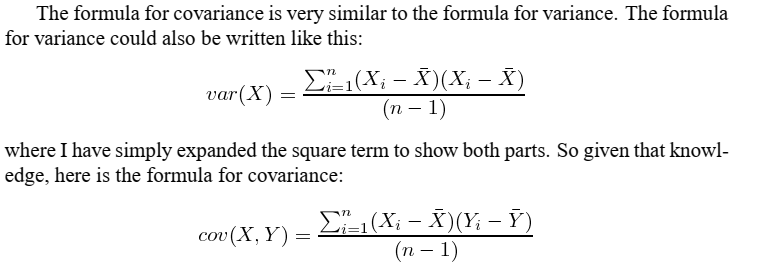 The formula for covariance is very similar to the formula for variance. The formula
for variance could also be written like this:
var(X) = \frac{\sum_{i=1}^{n}(X_i - \bar{X})(X_i - \bar{X})}{(n - 1)}
where I have simply expanded the square term to show both parts. So given that knowl-
edge, here is the formula for covariance:
cov(X, Y) = \frac{\sum_{i=1}^{n}(X_i - \bar{X})(Y_i - \bar{Y})}{(n - 1)}